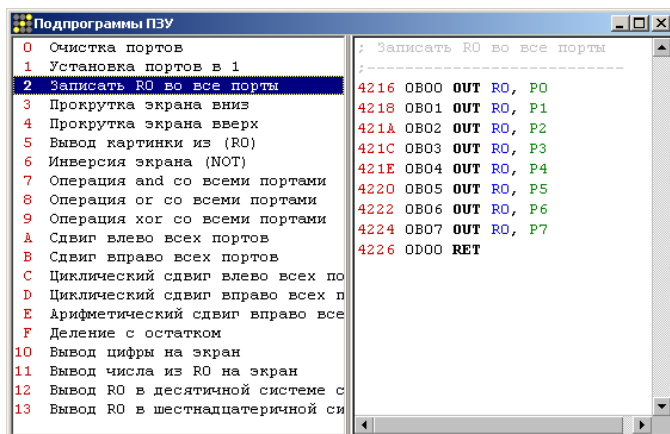 Подпрограммы ПЗУ
0 Очистка портов
1 Установка портов в 1
2 Записать R0 во все порты
3 Прокрутка экрана вниз
4 Прокрутка экрана вверх
5 Вывод картинки из (R0)
6 Инверсия экрана (NOT)
7 Операция and со всеми портами
8 Операция or со всеми портами
9 Операция xor со всеми портами
A Сдвиг влево всех портов
B Сдвиг вправо всех портов
C Циклический сдвиг влево всех по
D Циклический сдвиг вправо всех п
E Арифметический сдвиг вправо все
F Деление с остатком
10 Вывод цифры на экран
11 Вывод числа из R0 на экран
12 Вывод R0 в десятичной системе с
13 Вывод R0 в шестнадцатеричной си
; Записать R0 во все порты
;---------------------------
4216 0B00 OUT R0, P0
4218 0B01 OUT R0, P1
421A 0B02 OUT R0, P2
421C 0B03 OUT R0, P3
421E 0B04 OUT R0, P4
4220 0B05 OUT R0, P5
4222 0B06 OUT R0, P6
4224 0B07 OUT R0, P7
4226 0D00 RET